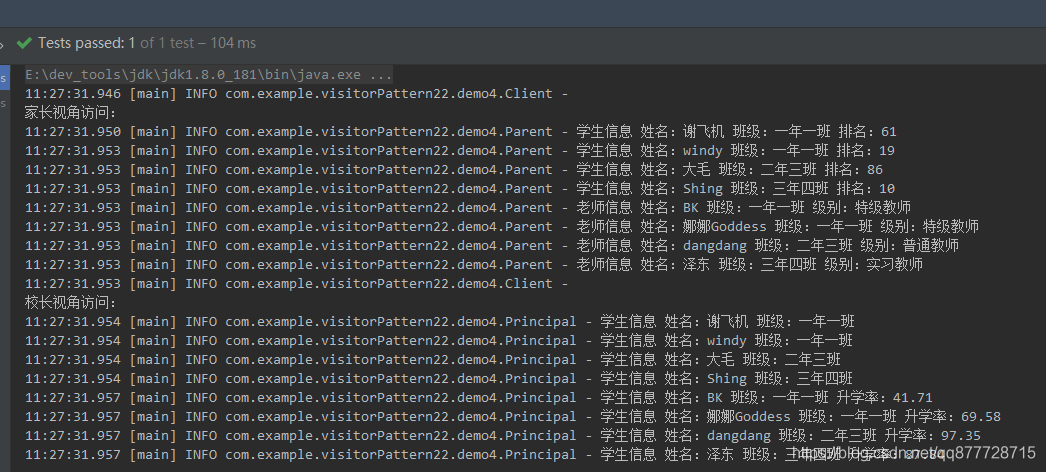 Tests passed: 1 of 1 test – 104 ms
E:\dev_tools\jdk\jdk1.8.0_181\bin\java.exe ...
11:27:31.946 [main] INFO com.example.visitorPattern22.demo4.Client -
家长视角访问:
11:27:31.950 [main] INFO com.example.visitorPattern22.demo4.Parent - 学生信息 姓名: 谢飞机 班级: 一年一班 排名: 61
11:27:31.953 [main] INFO com.example.visitorPattern22.demo4.Parent - 学生信息 姓名: windy 班级: 一年一班 排名: 19
11:27:31.953 [main] INFO com.example.visitorPattern22.demo4.Parent - 学生信息 姓名: 大毛 班级: 二年三班 排名: 86
11:27:31.953 [main] INFO com.example.visitorPattern22.demo4.Parent - 学生信息 姓名: Shing 班级: 三年四班 排名: 10
11:27:31.953 [main] INFO com.example.visitorPattern22.demo4.Parent - 老师信息 姓名: BK 班级: 一年一班 级别: 特级教师
11:27:31.953 [main] INFO com.example.visitorPattern22.demo4.Parent - 老师信息 姓名: 娜娜Goddess 班级: 一年一班 级别: 特级教师
11:27:31.953 [main] INFO com.example.visitorPattern22.demo4.Parent - 老师信息 姓名: dangdang 班级: 二年三班 级别: 普通教师
11:27:31.953 [main] INFO com.example.visitorPattern22.demo4.Parent - 老师信息 姓名: 泽东 班级: 三年四班 级别: 实习教师
11:27:31.953 [main] INFO com.example.visitorPattern22.demo4.Client -
校长视角访问:
11:27:31.954 [main] INFO com.example.visitorPattern22.demo4.Principal - 学生信息 姓名: 谢飞机 班级: 一年一班
11:27:31.954 [main] INFO com.example.visitorPattern22.demo4.Principal - 学生信息 姓名: windy 班级: 一年一班
11:27:31.954 [main] INFO com.example.visitorPattern22.demo4.Principal - 学生信息 姓名: 大毛 班级: 二年三班
11:27:31.954 [main] INFO com.example.visitorPattern22.demo4.Principal - 学生信息 姓名: Shing 班级: 三年四班
11:27:31.957 [main] INFO com.example.visitorPattern22.demo4.Principal - 学生信息 姓名: BK 班级: 一年一班 升学率: 41.71
11:27:31.957 [main] INFO com.example.visitorPattern22.demo4.Principal - 学生信息 姓名: 娜娜Goddess 班级: 一年一班 升学率: 69.58
11:27:31.957 [main] INFO com.example.visitorPattern22.demo4.Principal - 学生信息 姓名: dangdang 班级: 二年三班 升学率: 97.35
11:27:31.957 [main] INFO com.example.visitorPattern22.demo4.Principal - 学生信息 姓名: 泽东 班级: 三年四班 升学率:
https://blog.csdn.net/qq877728715